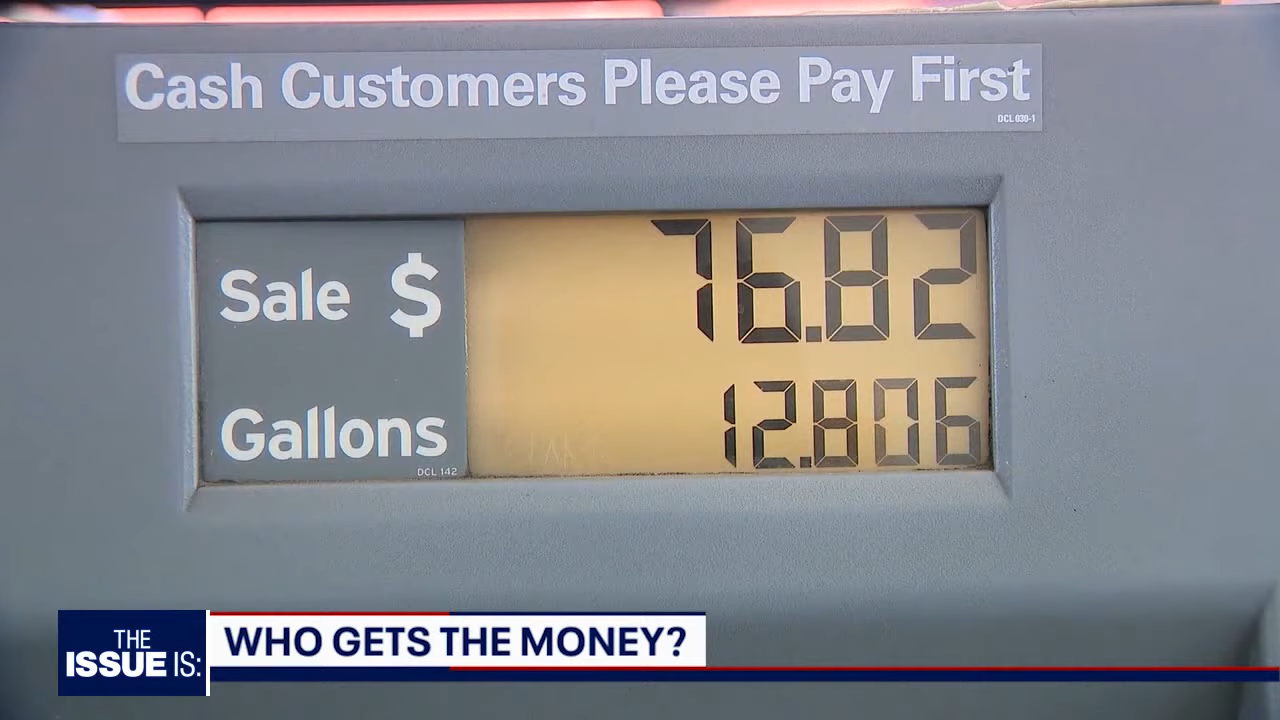 Cash Customers Please Pay First
DCL 030-1
Sale $ 76.82
Gallons 12.806
DCL 142
THE
ISSUE IS:
WHO GETS THE MONEY?